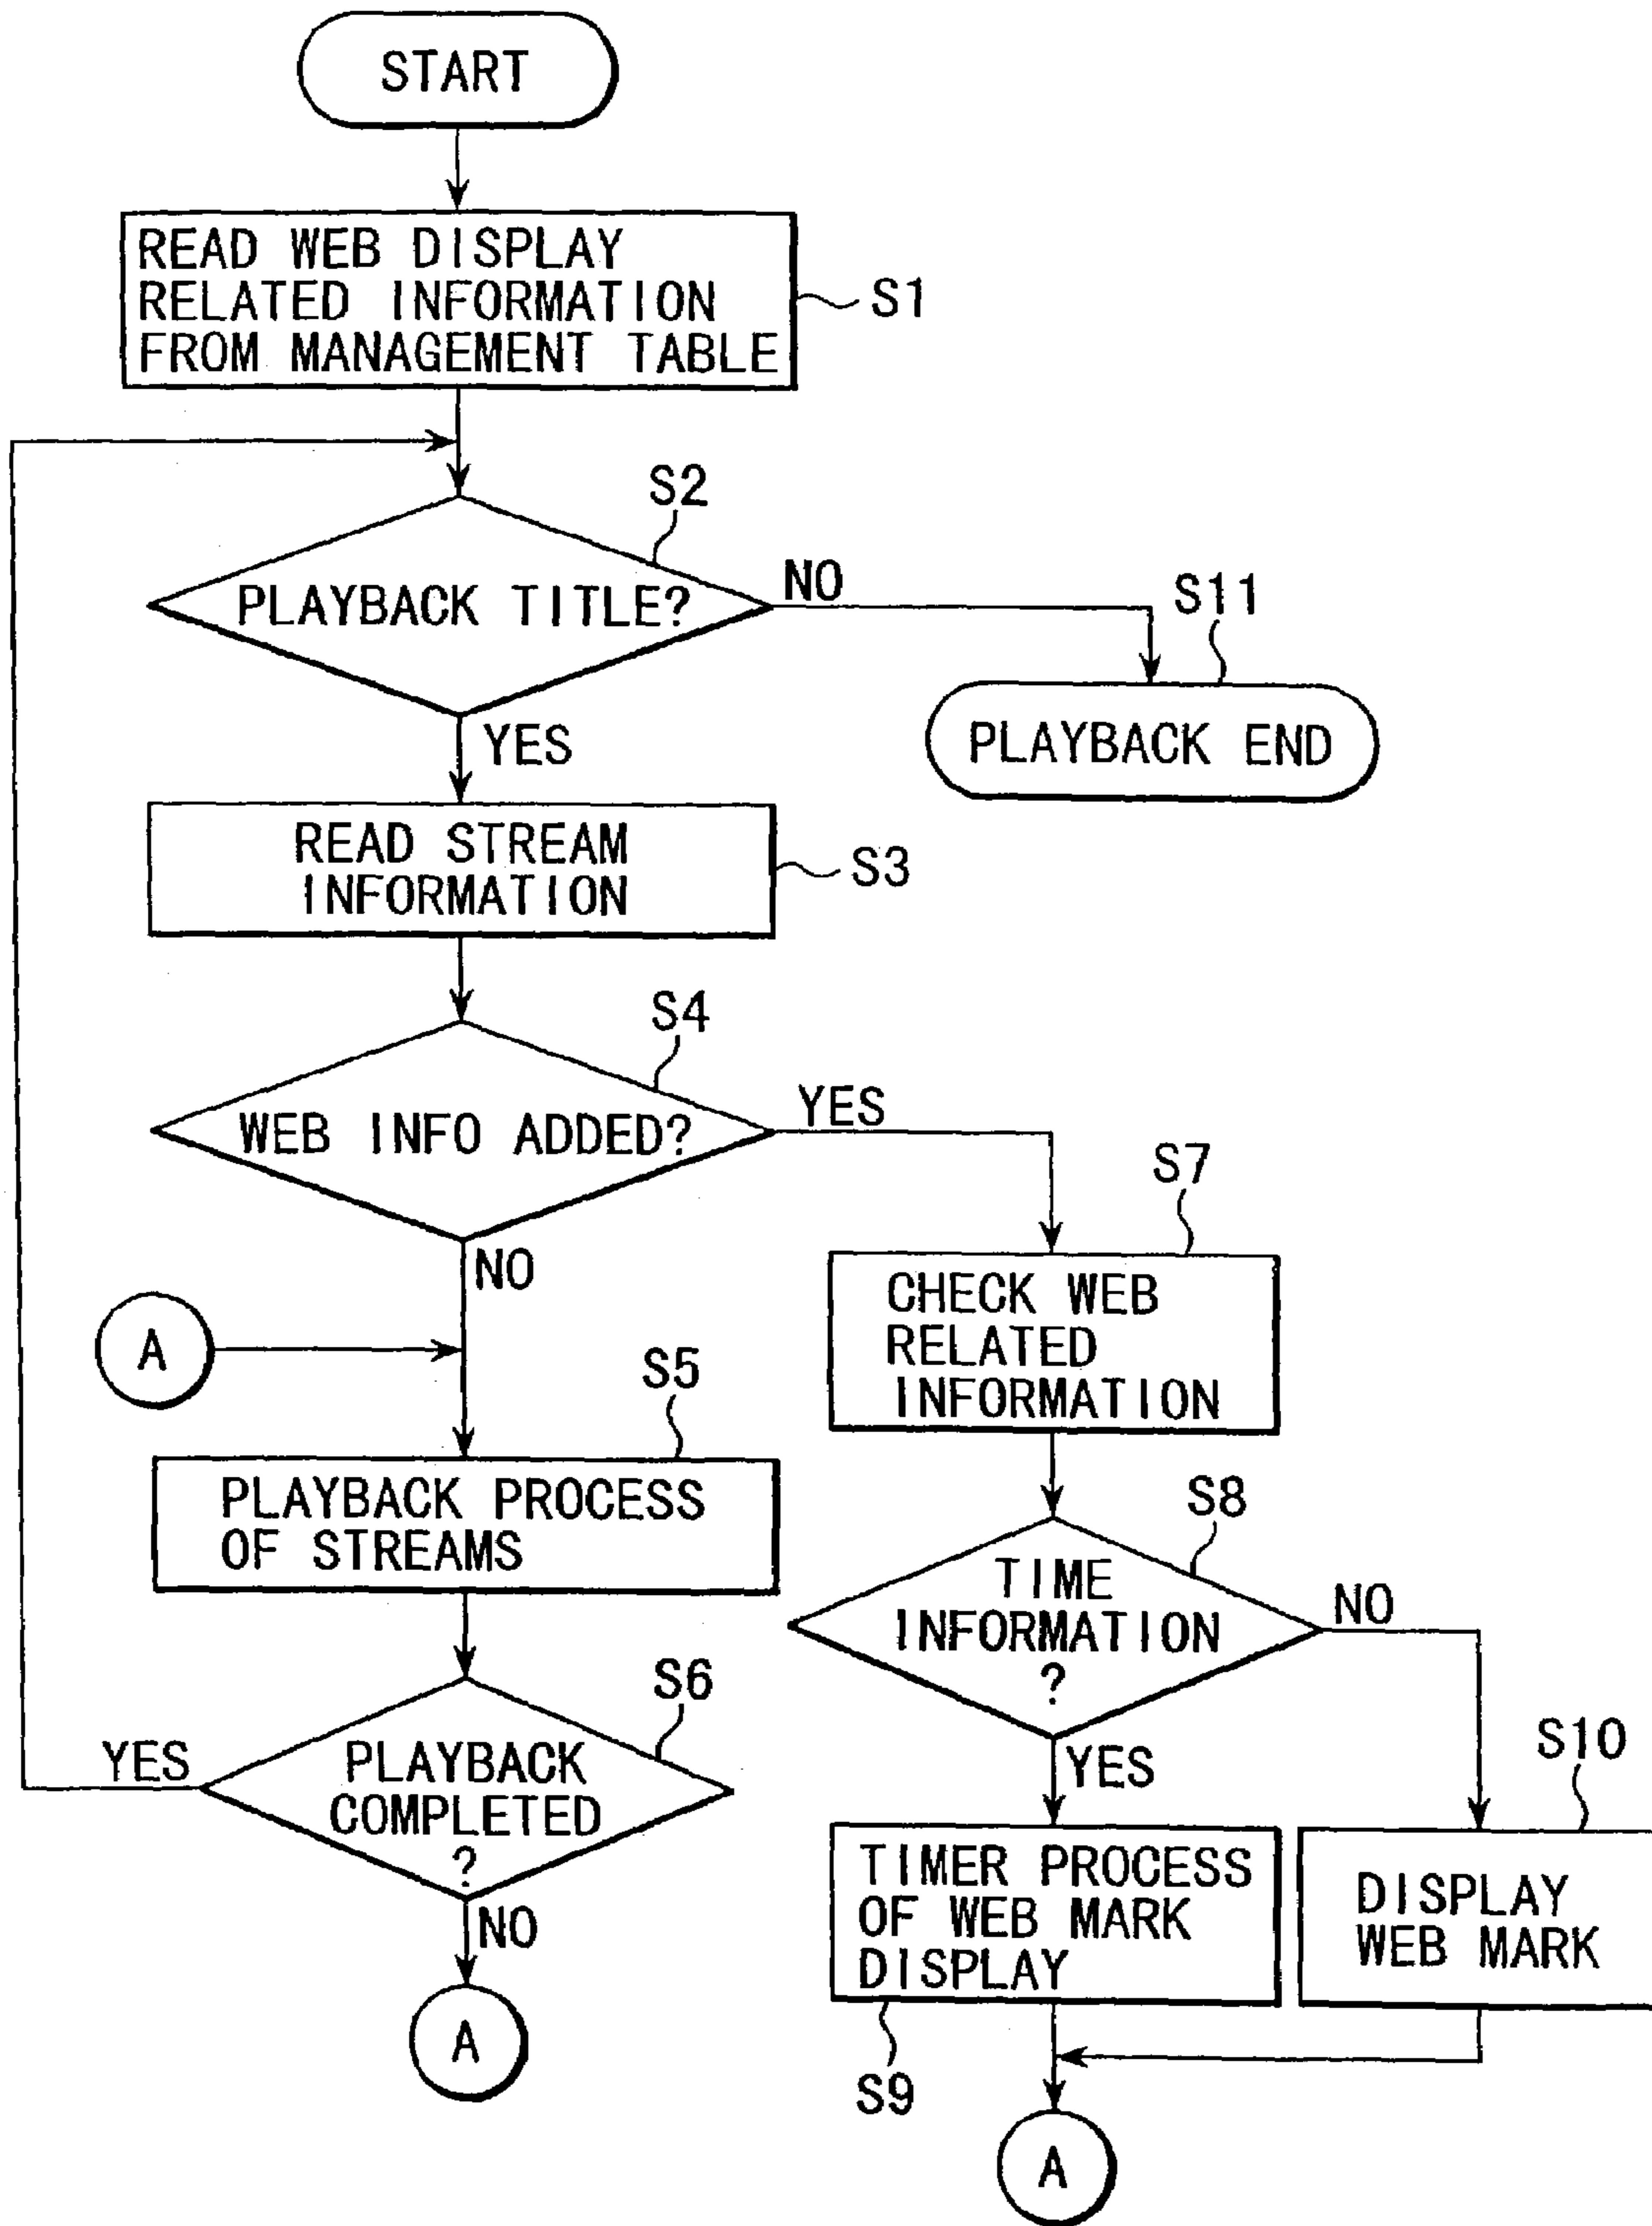 START
READ WEB DISPLAY
RELATED INFORMATION
FROM MANAGEMENT TABLE
S1
S2
PLAYBACK TITLE?
NO
S11
PLAYBACK END
YES
READ STREAM
INFORMATION
S3
S4
WEB INFO ADDED?
YES
NO
S7
CHECK WEB
RELATED
INFORMATION
A
S5
PLAYBACK PROCESS
OF STREAMS
S8
TIME
INFORMATION
?
NO
YES
S6
PLAYBACK
COMPLETED
?
YES
NO
A
S10
TIMER PROCESS
OF WEB MARK
DISPLAY
S9
DISPLAY
WEB MARK
A